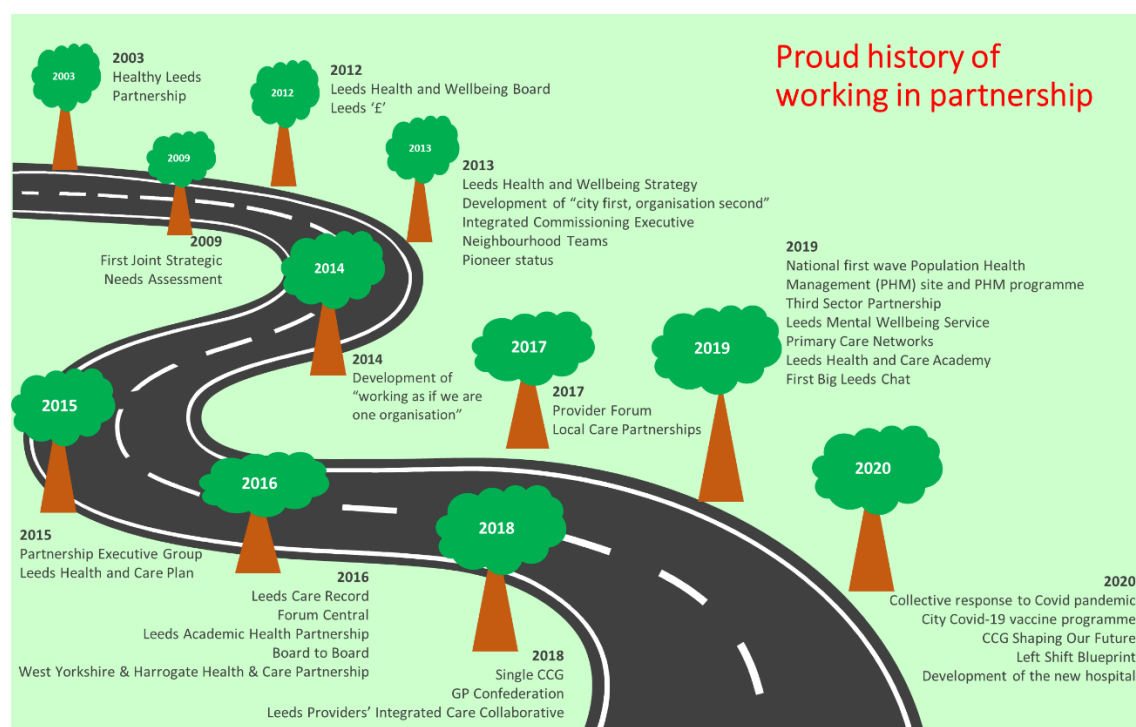 Proud history of
working in partnership
2003
2003
Healthy Leeds
Partnership
2009
2009
First Joint Strategic
Needs Assessment
2012
2012
Leeds Health and Wellbeing Board
Leeds ‘£’
2013
2013
Leeds Health and Wellbeing Strategy
Development of “city first, organisation second”
Integrated Commissioning Executive
Neighbourhood Teams
Pioneer status
2014
2014
Development of
“working as if we are
one organisation”
2015
2015
Partnership Executive Group
Leeds Health and Care Plan
2016
2016
Leeds Care Record
Forum Central
Leeds Academic Health Partnership
Board to Board
West Yorkshire & Harrogate Health & Care Partnership
2017
2017
Provider Forum
Local Care Partnerships
2018
2018
Single CCG
GP Confederation
Leeds Providers’ Integrated Care Collaborative
2019
2019
National first wave Population Health
Management (PHM) site and PHM programme
Third Sector Partnership
Leeds Mental Wellbeing Service
Primary Care Networks
Leeds Health and Care Academy
First Big Leeds Chat
2020
2020
Collective response to Covid pandemic
City Covid-19 vaccine programme
CCG Shaping Our Future
Left Shift Blueprint
Development of the new hospital